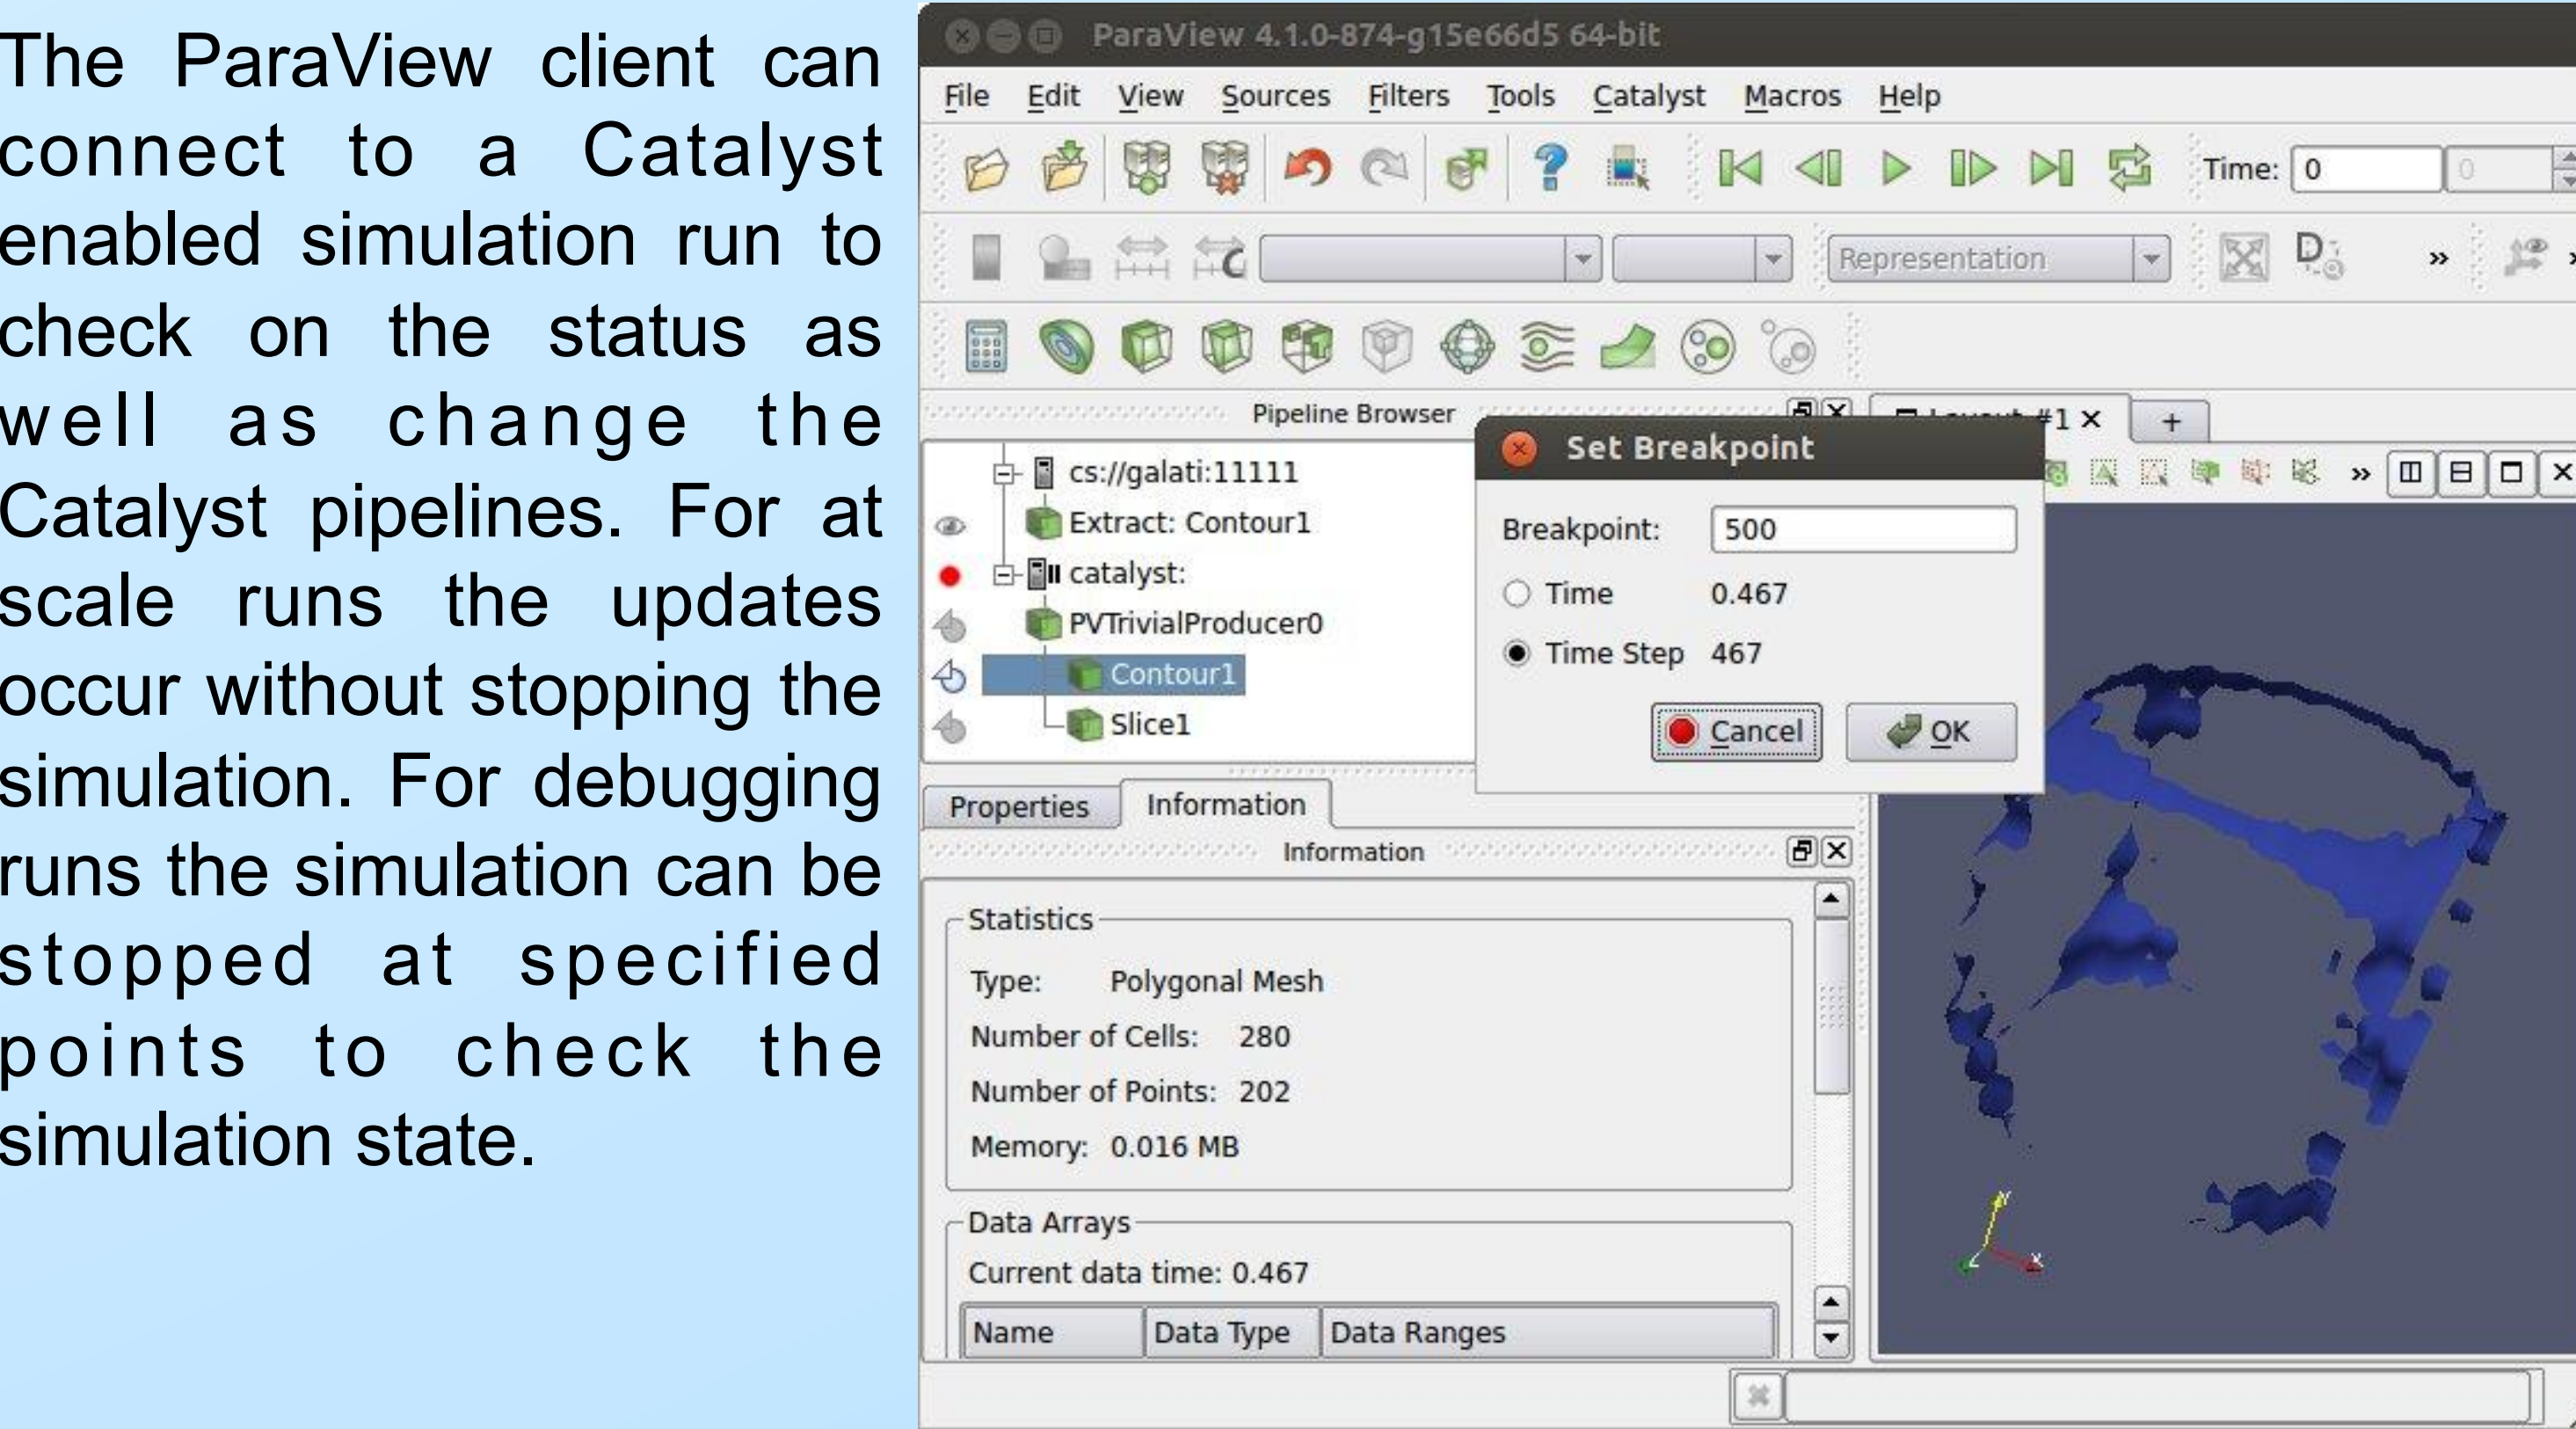 The ParaView client can
connect to a Catalyst
enabled simulation run to
check on the status as
well as change the
Catalyst pipelines. For at
scale runs the updates
occur without stopping the
simulation. For debugging
runs the simulation can be
stopped at specified
points to check the
simulation state.
ParaView 4.1.0-874-g15e66d5 64-bit
File Edit View Sources Filters Tools Catalyst Macros Help
Time: 0 0
Representation
Pipeline Browser
#1
cs://galati:11111
Extract: Contour1
catalyst:
PVTrivialProducer0
Contour1
Slice1
Set Breakpoint
Breakpoint: 500
Time 0.467
Time Step 467
Cancel OK
Properties Information
Information
Statistics
Type: Polygonal Mesh
Number of Cells: 280
Number of Points: 202
Memory: 0.016 MB
Data Arrays
Current data time: 0.467
Name Data Type Data Ranges